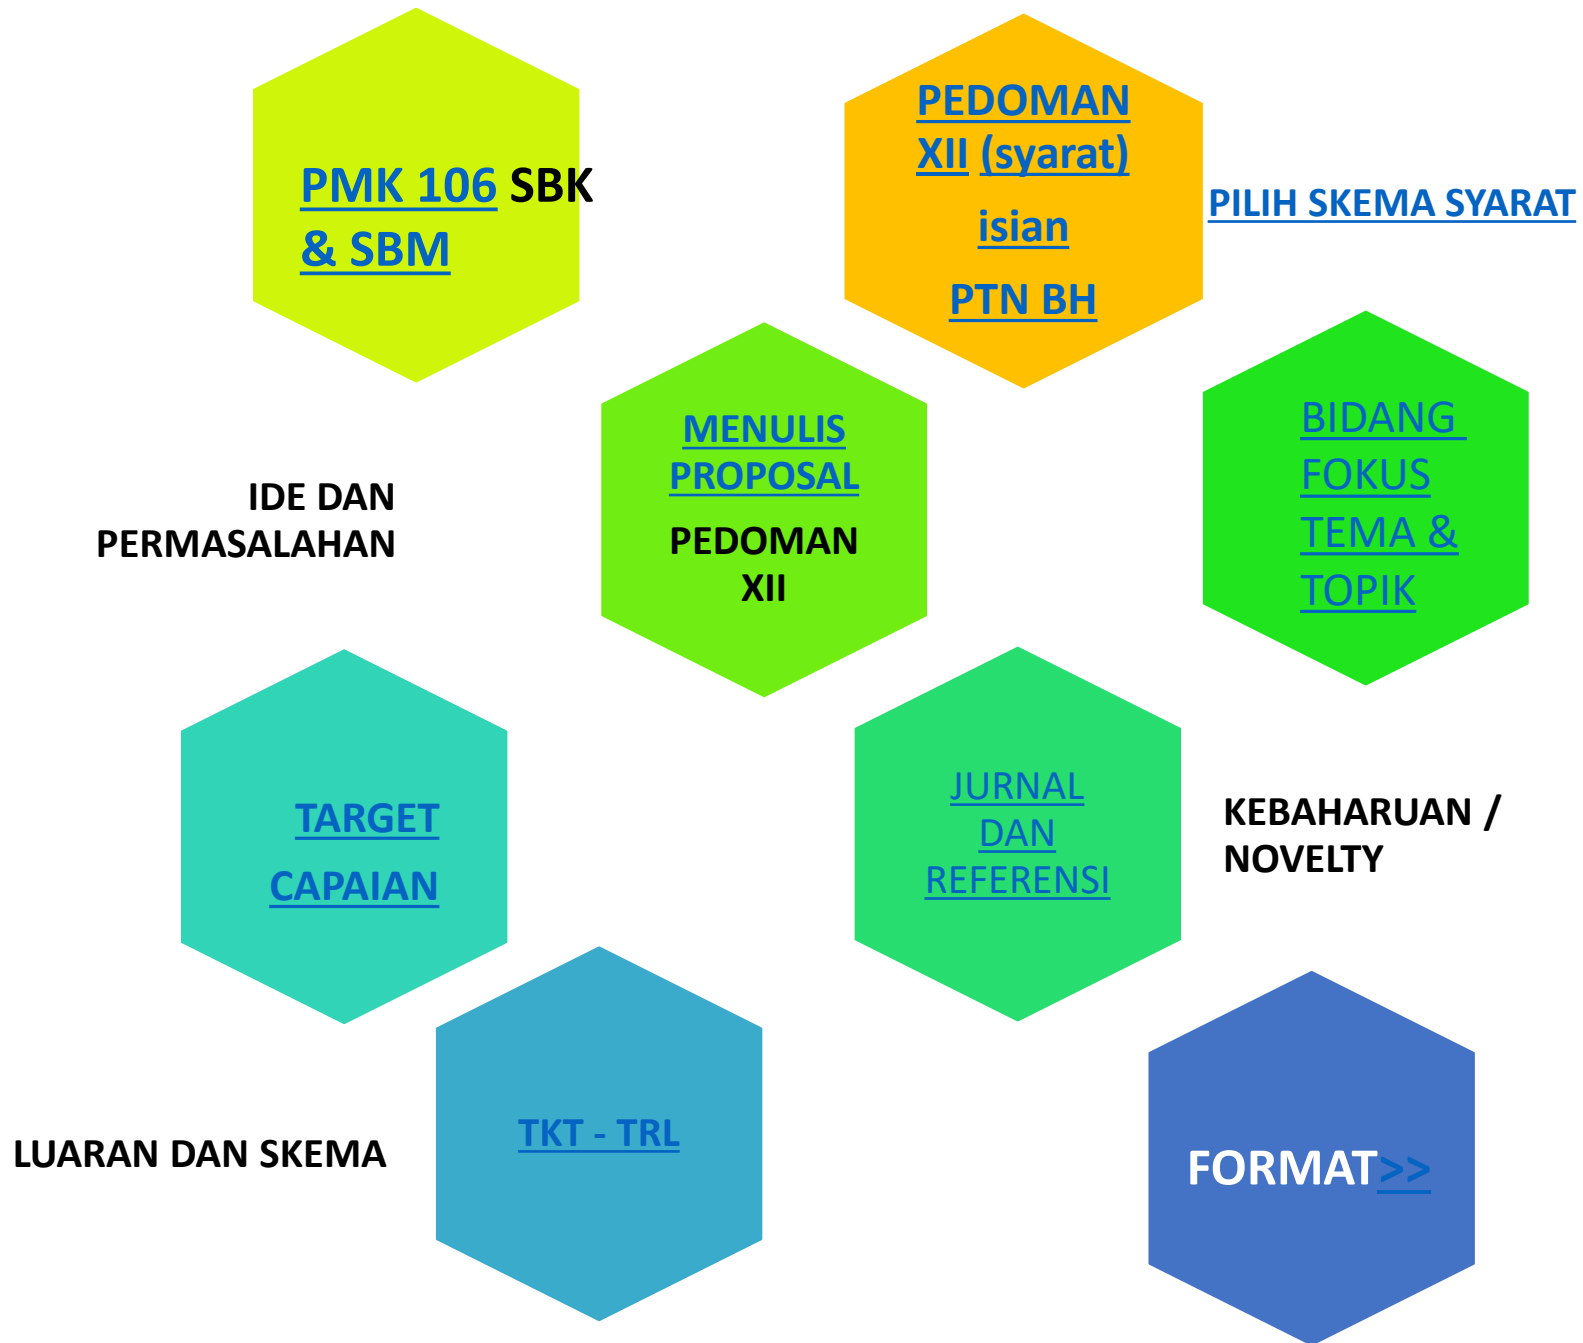 PMK 106 SBK
& SBM
PEDOMAN
XII (syarat)
isian
PTN BH
PILIH SKEMA SYARAT
IDE DAN
PERMASALAHAN
MENULIS
PROPOSAL
PEDOMAN
XII
BIDANG
FOKUS
TEMA &
TOPIK
TARGET
CAPAIAN
JURNAL
DAN
REFERENSI
KEBAHARUAN /
NOVELTY
LUARAN DAN SKEMA
TKT - TRL
FORMAT>>